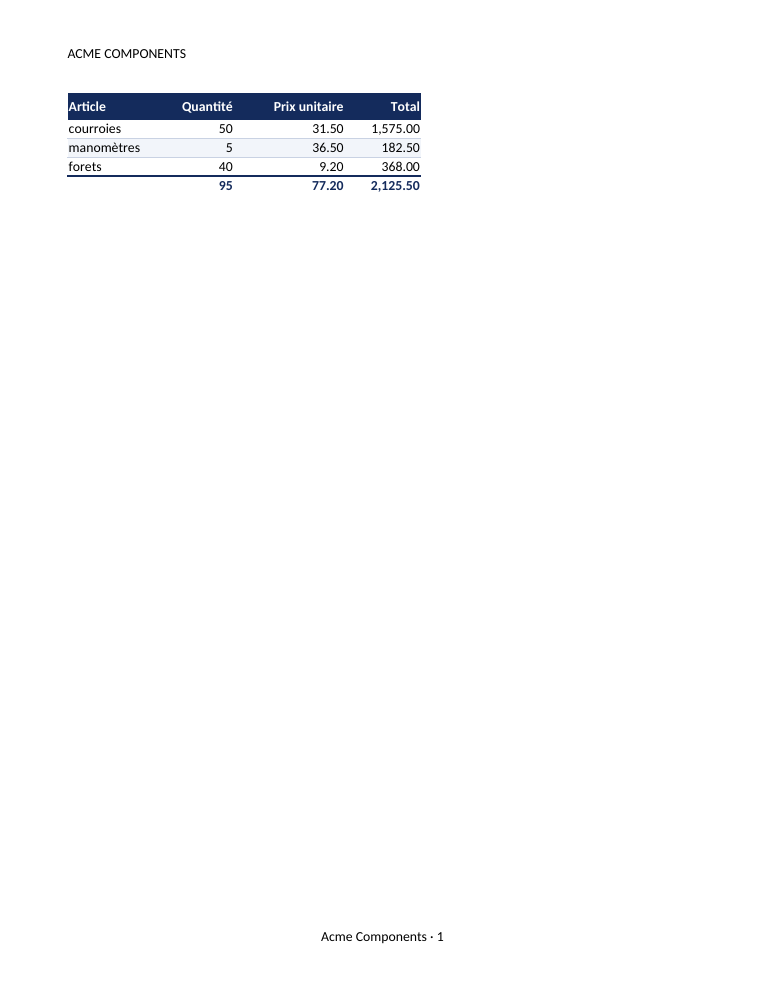 ACME COMPONENTS
Article Quantité Prix unitaire Total
courroies 50 31.50 1,575.00
manomètres 5 36.50 182.50
forets 40 9.20 368.00
95 77.20 2,125.50
Acme Components · 1